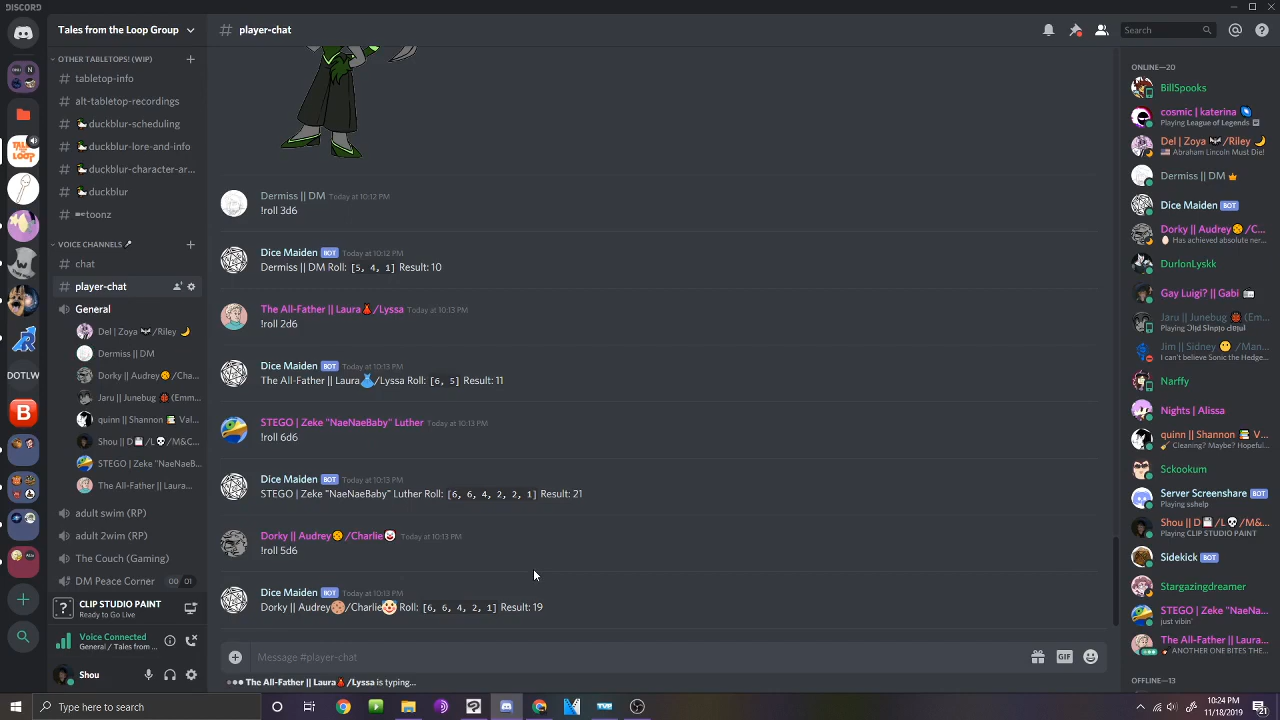 DISCORD
Tales from the Loop Group
# player-chat
Search
OTHER TABLETOPS! (WIP)
# tabletop-info
# alt-tabletop-recordings
# duckblur-scheduling
# duckblur-lore-and-info
# duckblur-character-ar...
# duckblur
# toonz
VOICE CHANNELS
# chat
# player-chat
General
Del | Zoya /Riley
Dermiss || DM
Dorky || Audrey /Cha...
Jaru || Junebug (Emm...
quinn || Shannon Val...
Shou || D /L /M&C...
STEGO | Zeke "NaeNaeB...
The All-Father || Laura...
adult swim (RP)
adult 2wim (RP)
The Couch (Gaming)
DM Peace Corner 00 01
CLIP STUDIO PAINT
Ready to Go Live
Voice Connected
General / Tales from ...
Shou
TALES LOOP
DOTLW
B
Dermiss || DM Today at 10:12 PM
!roll 3d6
Dice Maiden BOT Today at 10:12 PM
Dermiss || DM Roll: [5, 4, 1] Result: 10
The All-Father || Laura /Lyssa Today at 10:13 PM
!roll 2d6
Dice Maiden BOT Today at 10:13 PM
The All-Father || Laura /Lyssa Roll: [6, 5] Result: 11
STEGO | Zeke "NaeNaeBaby" Luther Today at 10:13 PM
!roll 6d6
Dice Maiden BOT Today at 10:13 PM
STEGO | Zeke "NaeNaeBaby" Luther Roll: [6, 6, 4, 2, 2, 1] Result: 21
Dorky || Audrey /Charlie Today at 10:13 PM
!roll 5d6
Dice Maiden BOT Today at 10:13 PM
Dorky || Audrey /Charlie Roll: [6, 6, 4, 2, 1] Result: 19
Message #player-chat
GIF
The All-Father || Laura /Lyssa is typing...
ONLINE—20
BillSpooks
cosmic | katerina
Playing League of Legends
Del | Zoya /Riley
Abraham Lincoln Must Die!
Dermiss || DM
Dice Maiden BOT
Dorky || Audrey /C...
Has achieved absolute ner...
DurlonLyskk
Gay Luigi? || Gabi
Jaru || Junebug (Em...
Playing
Jim || Sidney /Man...
I can't believe Sonic the Hedge...
Narffy
Nights | Alissa
quinn || Shannon V...
Cleaning? Maybe? Hopeful...
Sckookum
Server Screenshare BOT
Playing sshelp
Shou || D /L /M&...
Playing CLIP STUDIO PAINT
Sidekick BOT
Stargazingdreamer
STEGO | Zeke "NaeN...
just vibin'
The All-Father || Laura...
ANOTHER ONE BITES THE...
OFFLINE—13
Type here to search
10:24 PM
11/18/2019